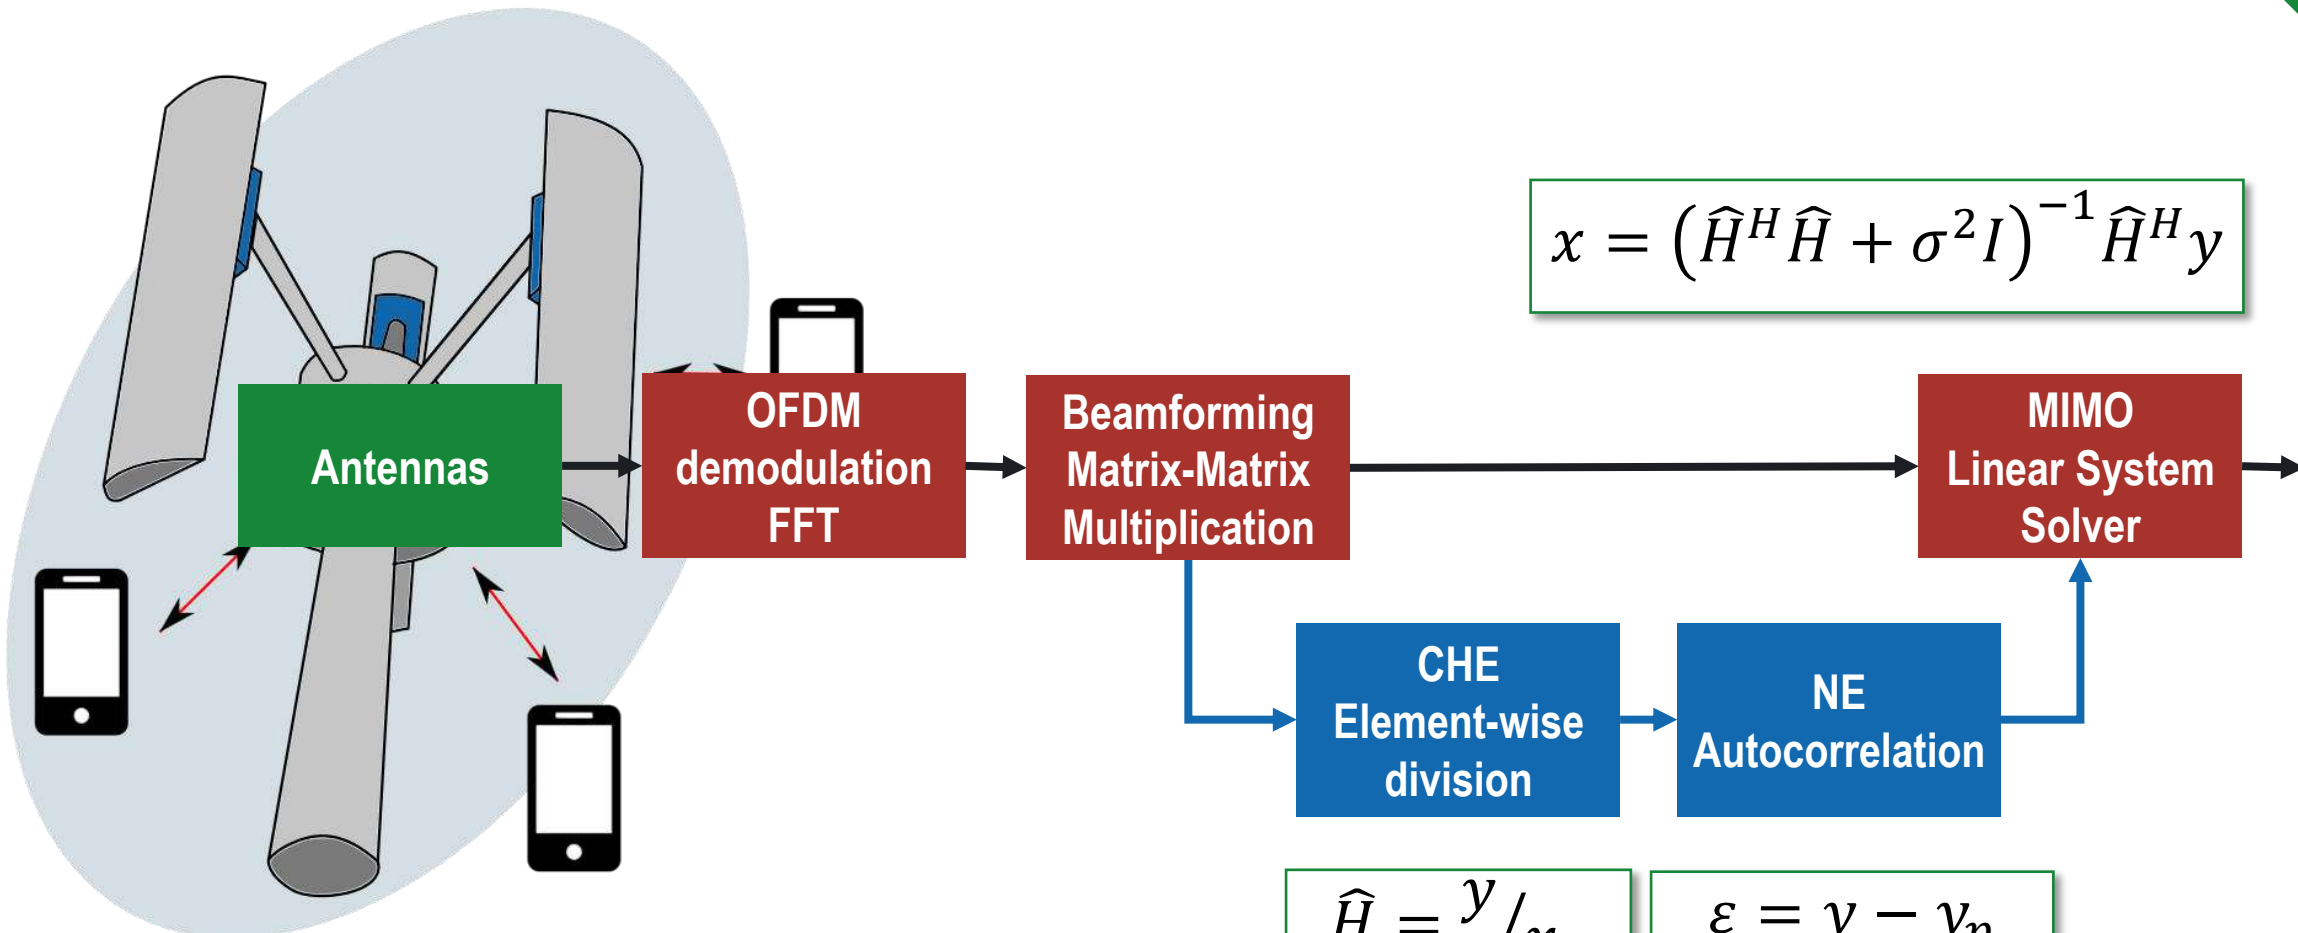 x = (Ĥ^H Ĥ + σ² I)^{-1} Ĥ^H y
Antennas
OFDM
demodulation
FFT
Beamforming
Matrix-Matrix
Multiplication
MIMO
Linear System
Solver
CHE
Element-wise
division
NE
Autocorrelation
Ĥ = y/
ε = y − y